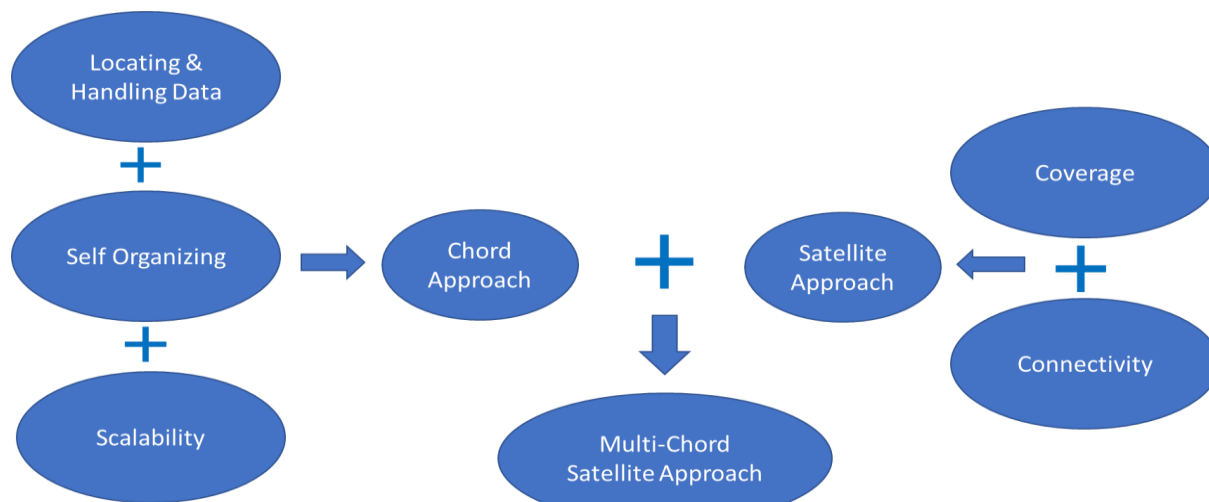 Locating &
Handling Data
Self Organizing
Scalability
Chord
Approach
Satellite
Approach
Coverage
Connectivity
Multi-Chord
Satellite Approach